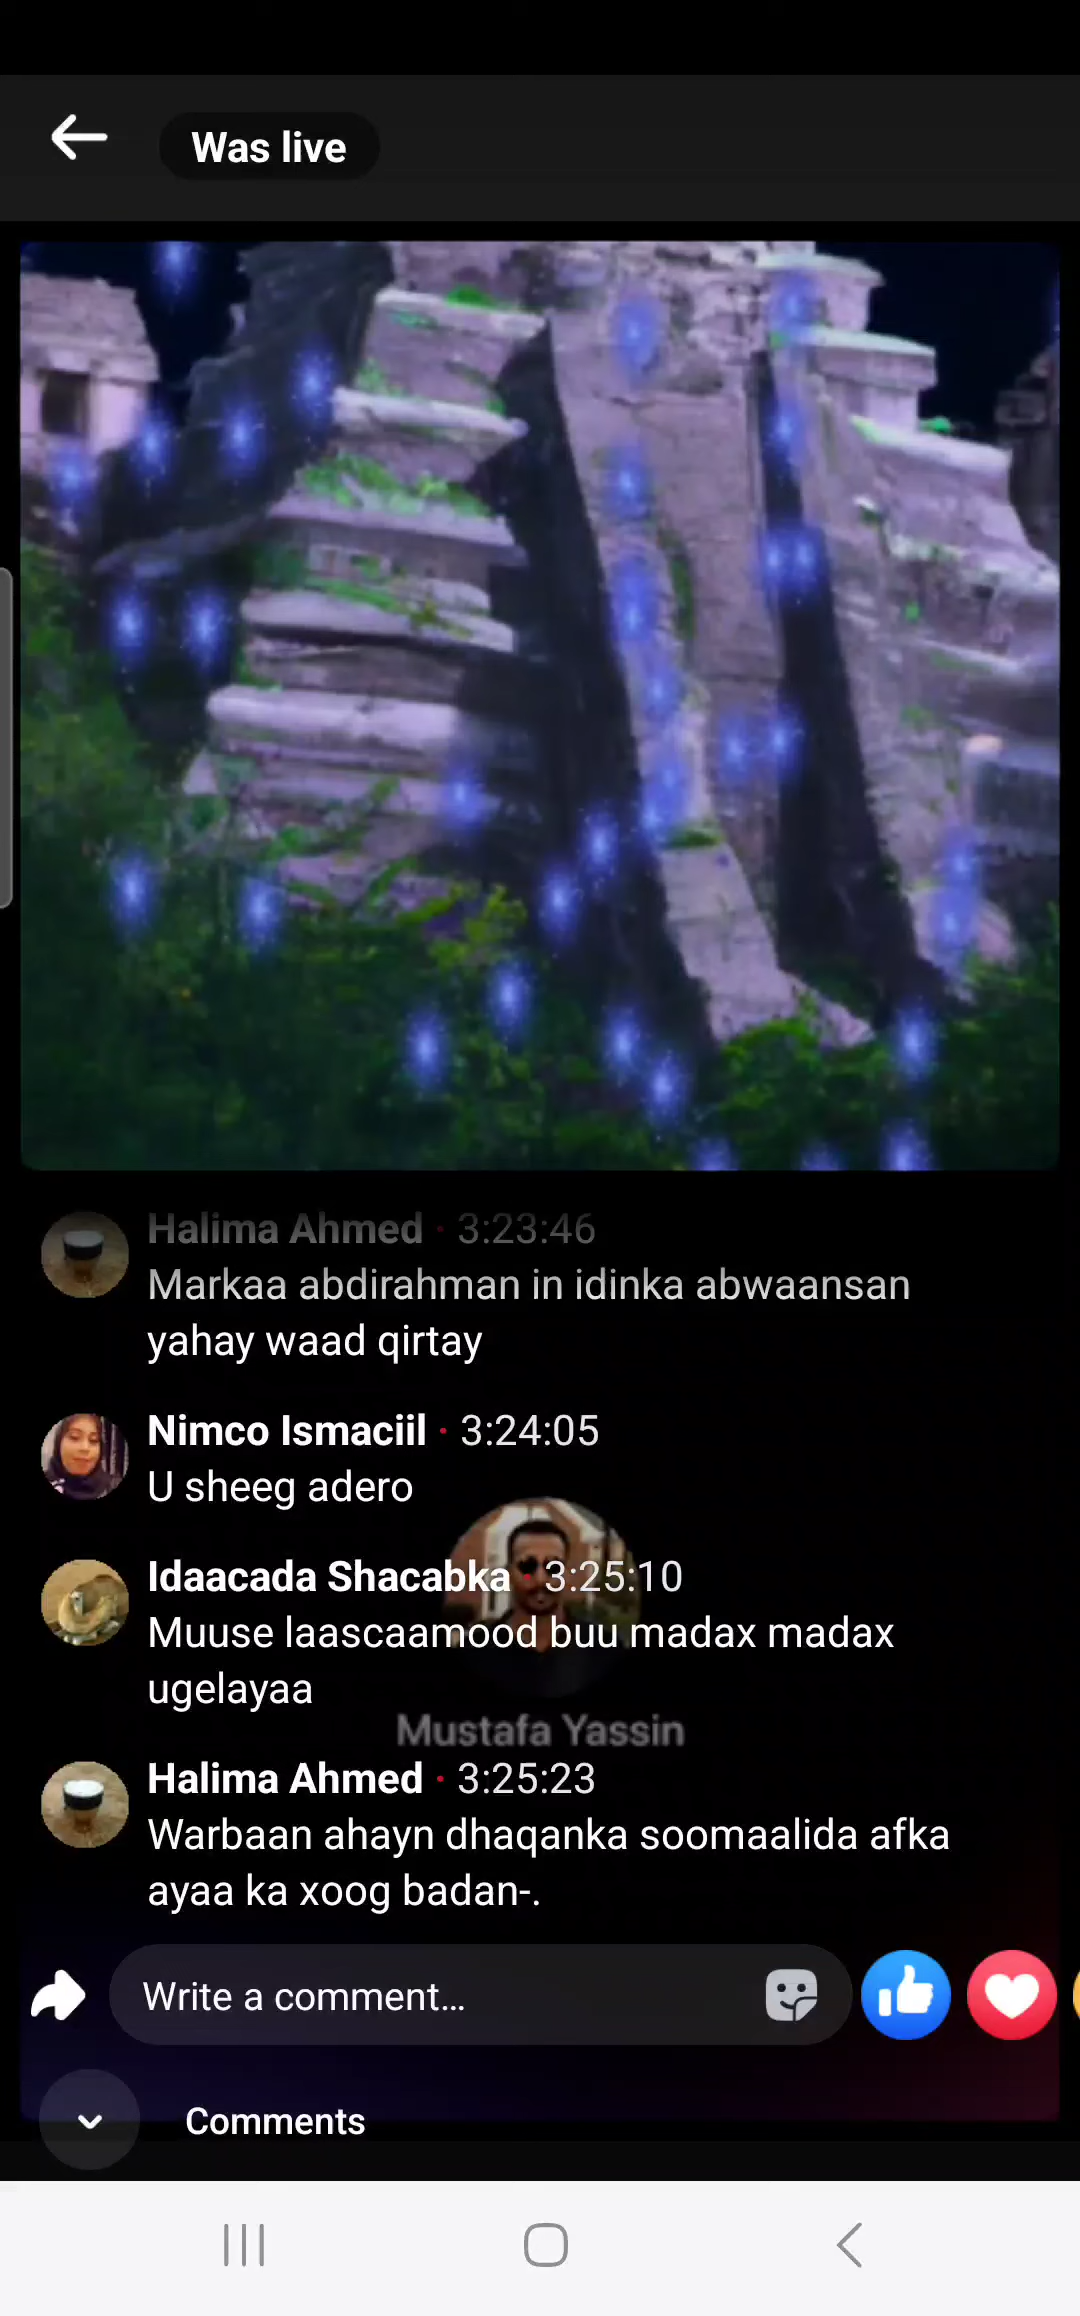 Was live
Halima Ahmed · 3:23:46
Markaa abdirahman in idinka abwaansan
yahay waad qirtay
Nimco Ismaciil · 3:24:05
U sheeg adero
Idaacada Shacabka · 3:25:10
Muuse laascaamood buu madax madax
ugelayaa
Mustafa Yassin
Halima Ahmed · 3:25:23
Warbaan ahayn dhaqanka soomaalida afka
ayaa ka xoog badan-.
Write a comment...
Comments